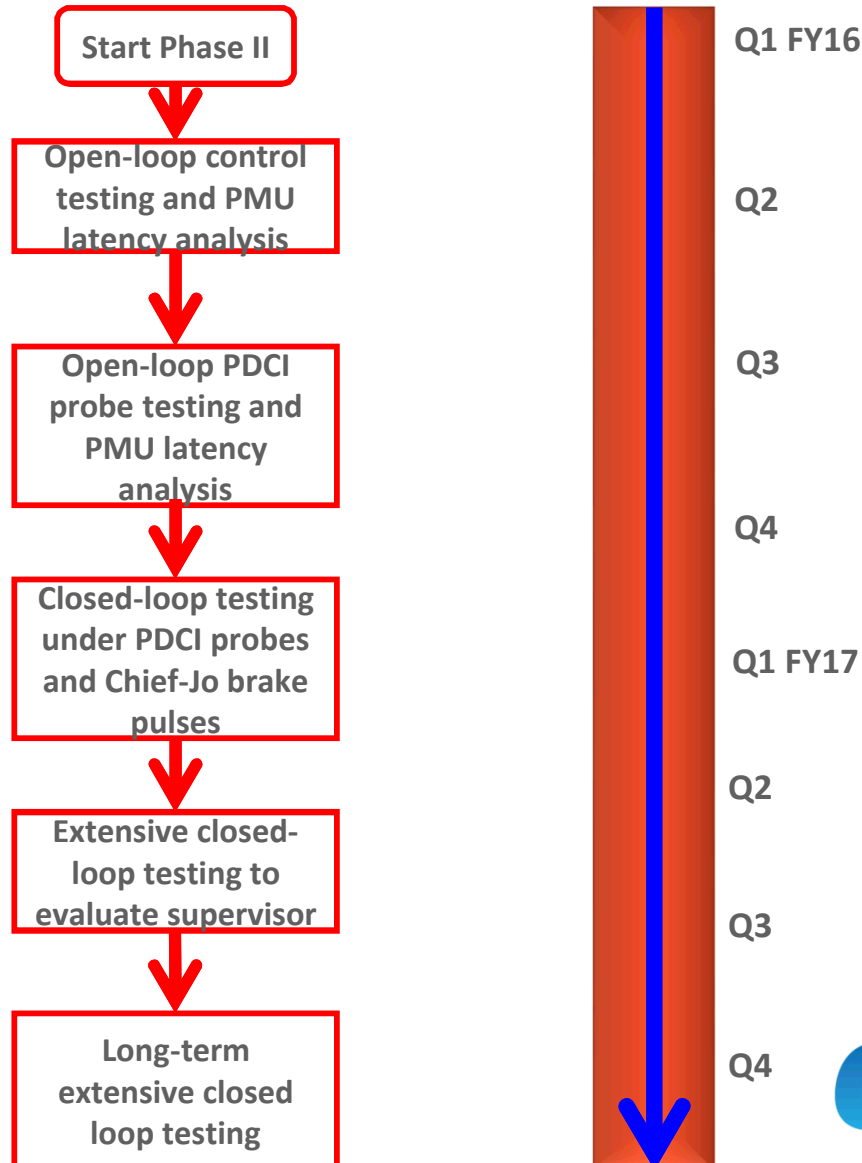 Start Phase II
Open-loop control
testing and PMU
latency analysis
Open-loop PDCI
probe testing and
PMU latency
analysis
Closed-loop testing
under PDCI probes
and Chief-Jo brake
pulses
Extensive closed-
loop testing to
evaluate supervisor
Long-term
extensive closed
loop testing
Q1 FY16
Q2
Q3
Q4
Q1 FY17
Q2
Q3
Q4